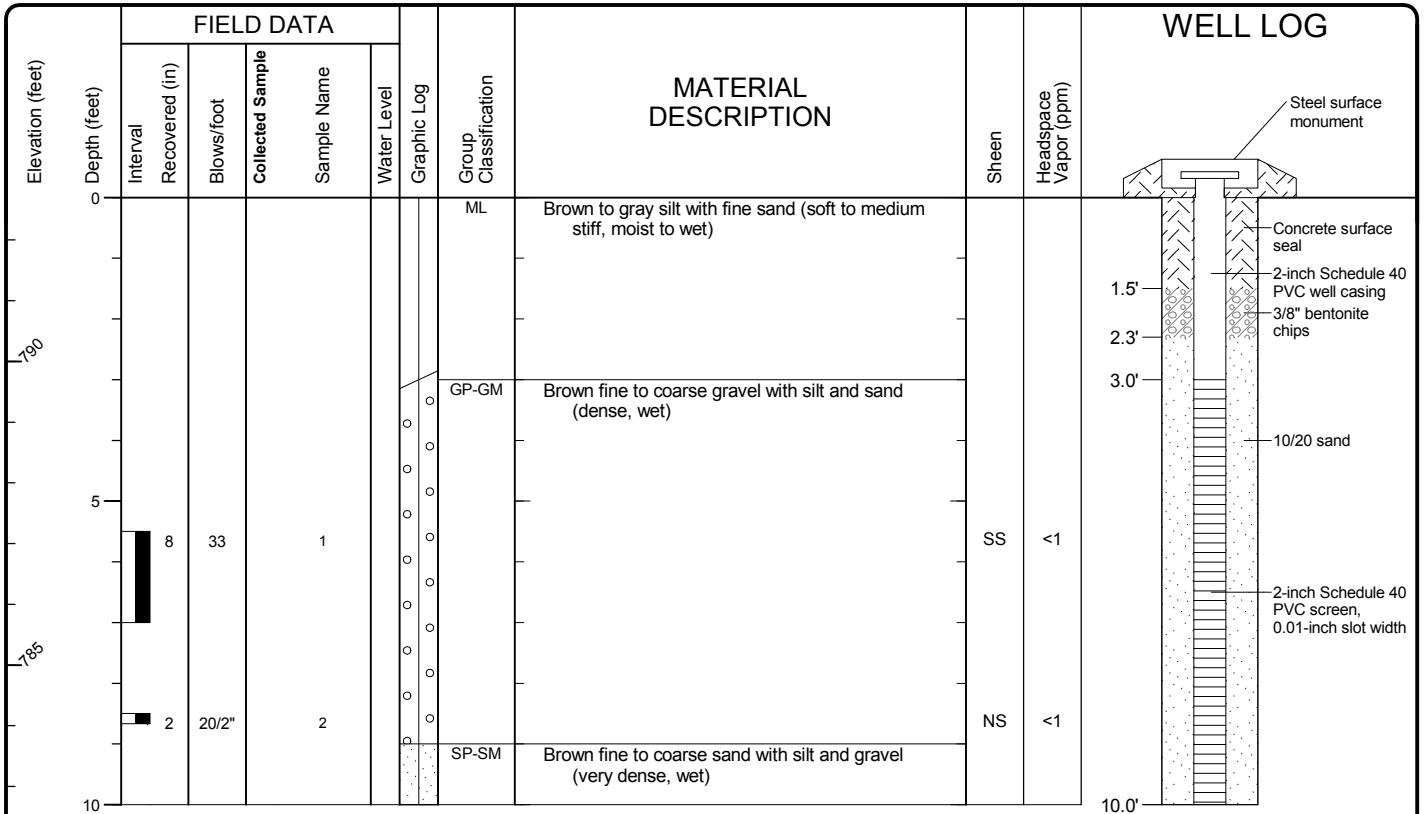 FIELD DATA
WELL LOG
Elevation (feet)
Depth (feet)
Interval
Recovered (in)
Blows/foot
Collected Sample
Sample Name
Water Level
Graphic Log
Group
Classification
MATERIAL
DESCRIPTION
Sheen
Headspace
Vapor (ppm)
Steel surface
monument
0
ML
Brown to gray silt with fine sand (soft to medium
stiff, moist to wet)
Concrete surface
seal
2-inch Schedule 40
PVC well casing
1.5'
3/8" bentonite
chips
2.3'
790
3.0'
GP-GM
Brown fine to coarse gravel with silt and sand
(dense, wet)
10/20 sand
5
8
33
1
SS
<1
2-inch Schedule 40
PVC screen,
0.01-inch slot width
785
2
20/2"
2
NS
<1
SP-SM
Brown fine to coarse sand with silt and gravel
(very dense, wet)
10
10.0'